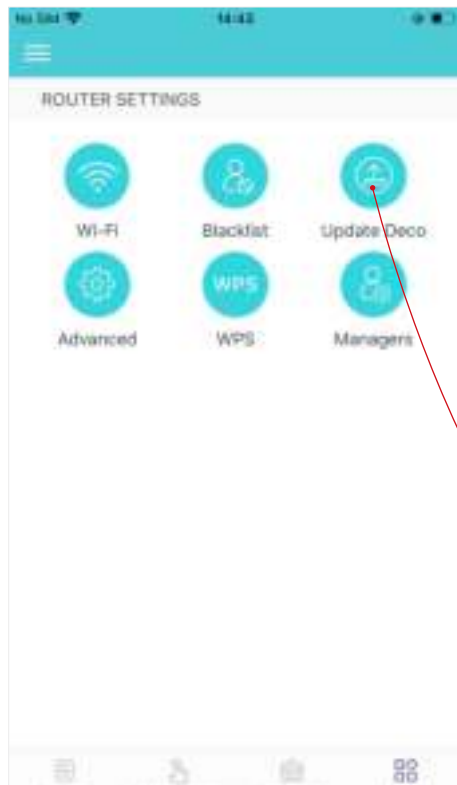 No SIM 14:43
ROUTER SETTINGS
Wi-Fi Blacklist Update Deco
WPS
Advanced WPS Managers